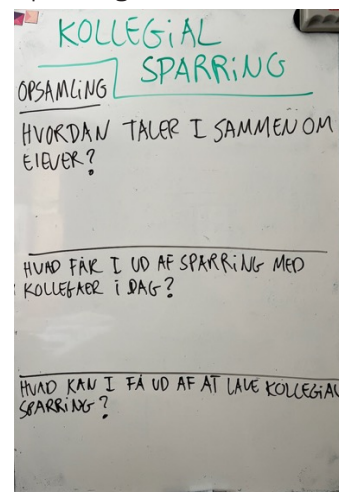 KOLLEGiAL
SPARRiNG
OPSAMLiNG
HVORDAN TALER I SAMMEN OM
ElEVER?
HVAD FÅR I UD AF SPARRiNG MED
KOLLEGAER i DAG?
HVAD KAN I FÅ UD AF AT LAVE KOLLEGiAL
SPARRiNG?